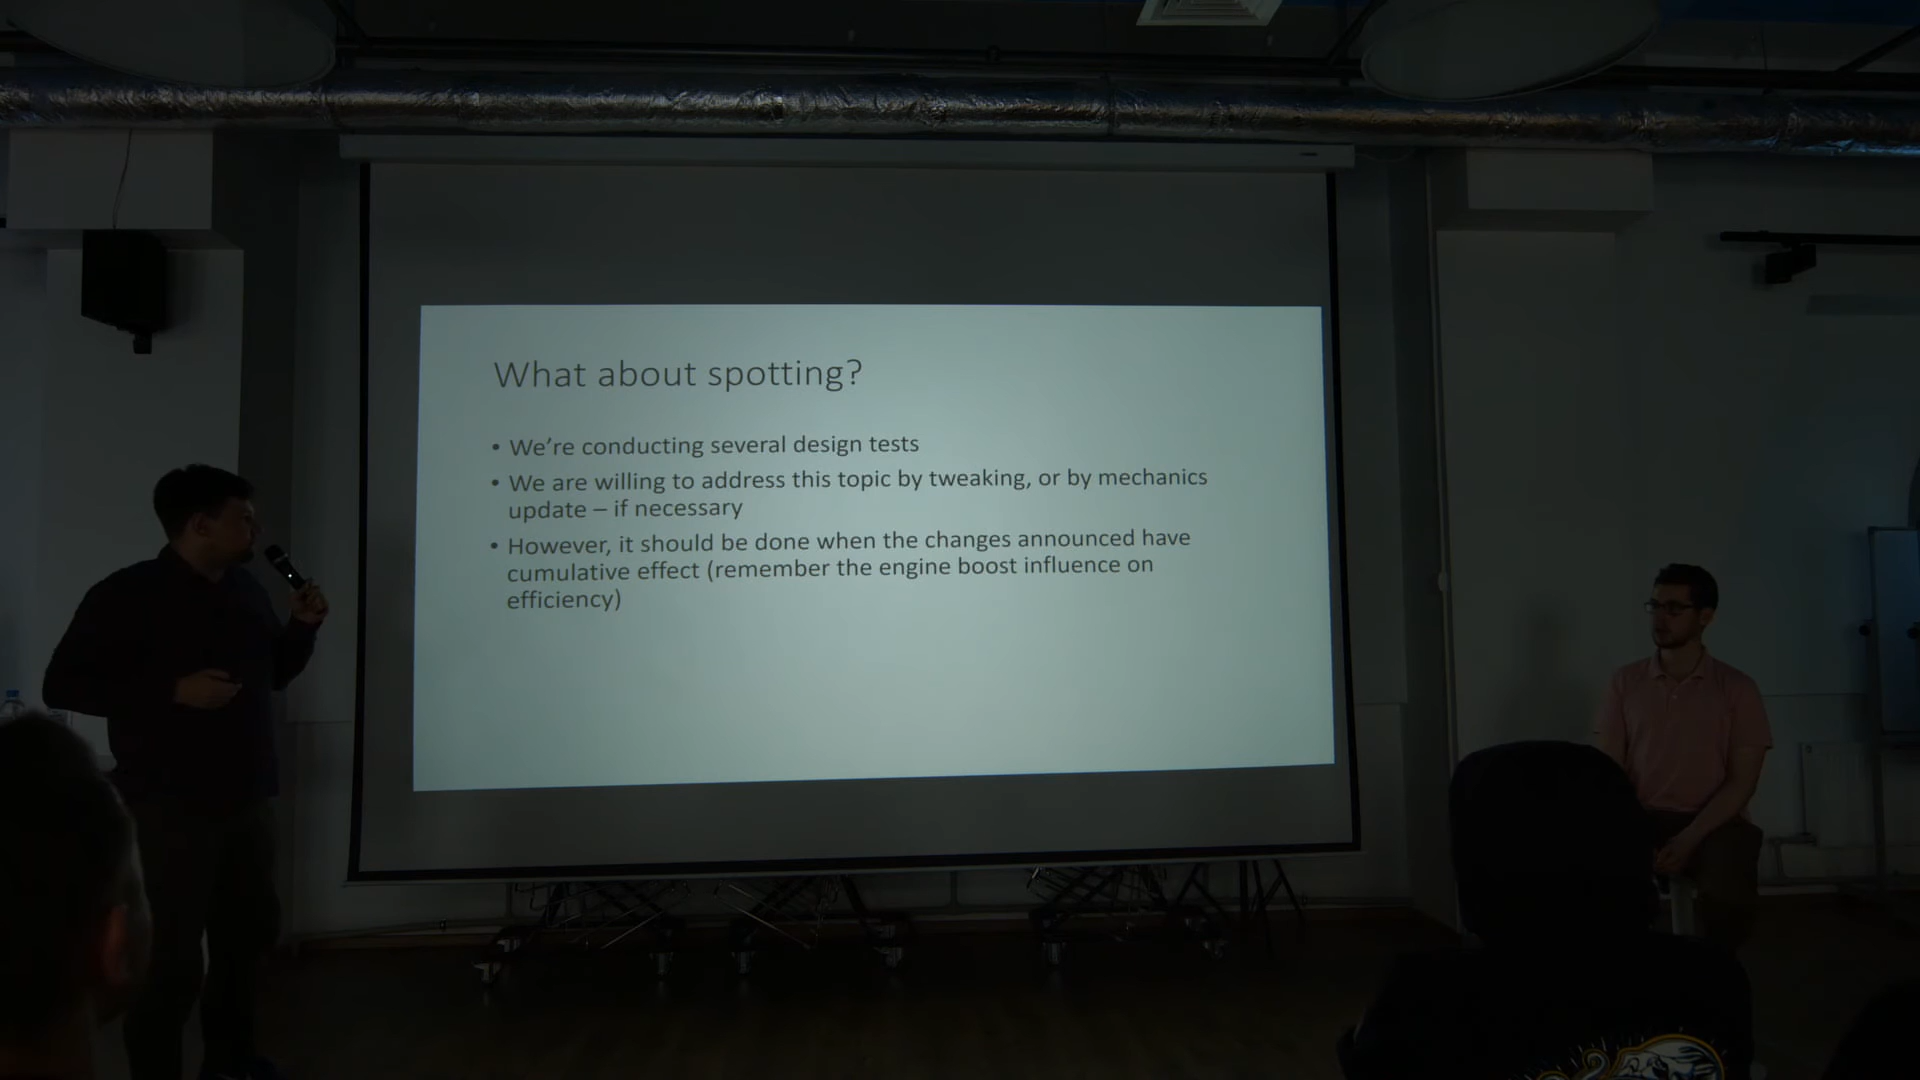 What about spotting?
• We're conducting several design tests
• We are willing to address this topic by tweaking, or by mechanics
update – if necessary
• However, it should be done when the changes announced have
cumulative effect (remember the engine boost influence on
efficiency)